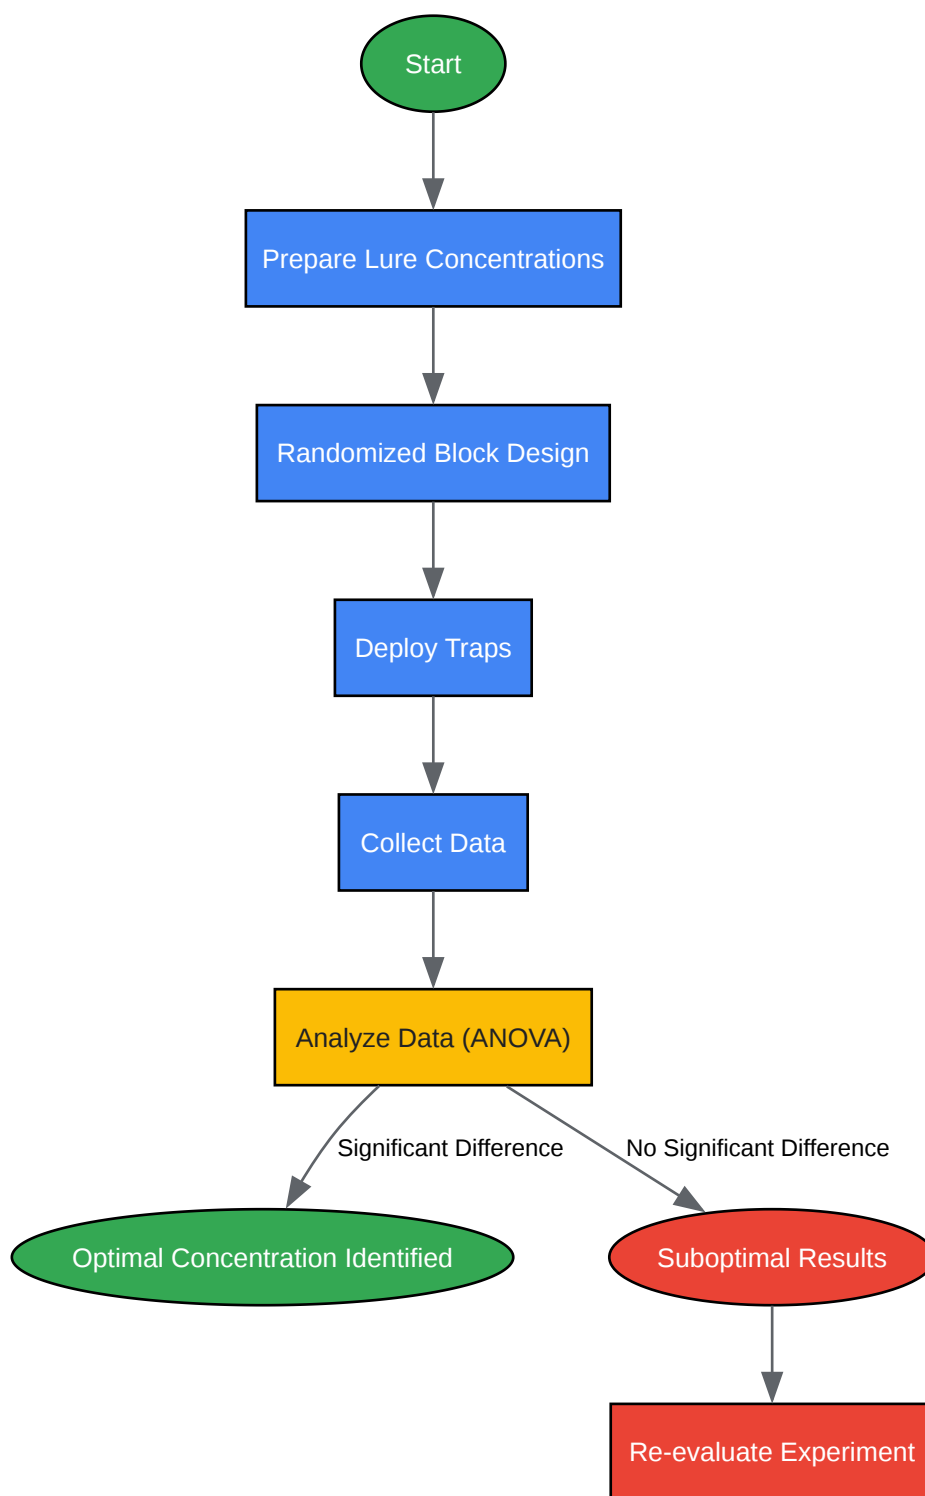 Start
Prepare Lure Concentrations
Randomized Block Design
Deploy Traps
Collect Data
Analyze Data (ANOVA)
Significant Difference
No Significant Difference
Optimal Concentration Identified
Suboptimal Results
Re-evaluate Experiment